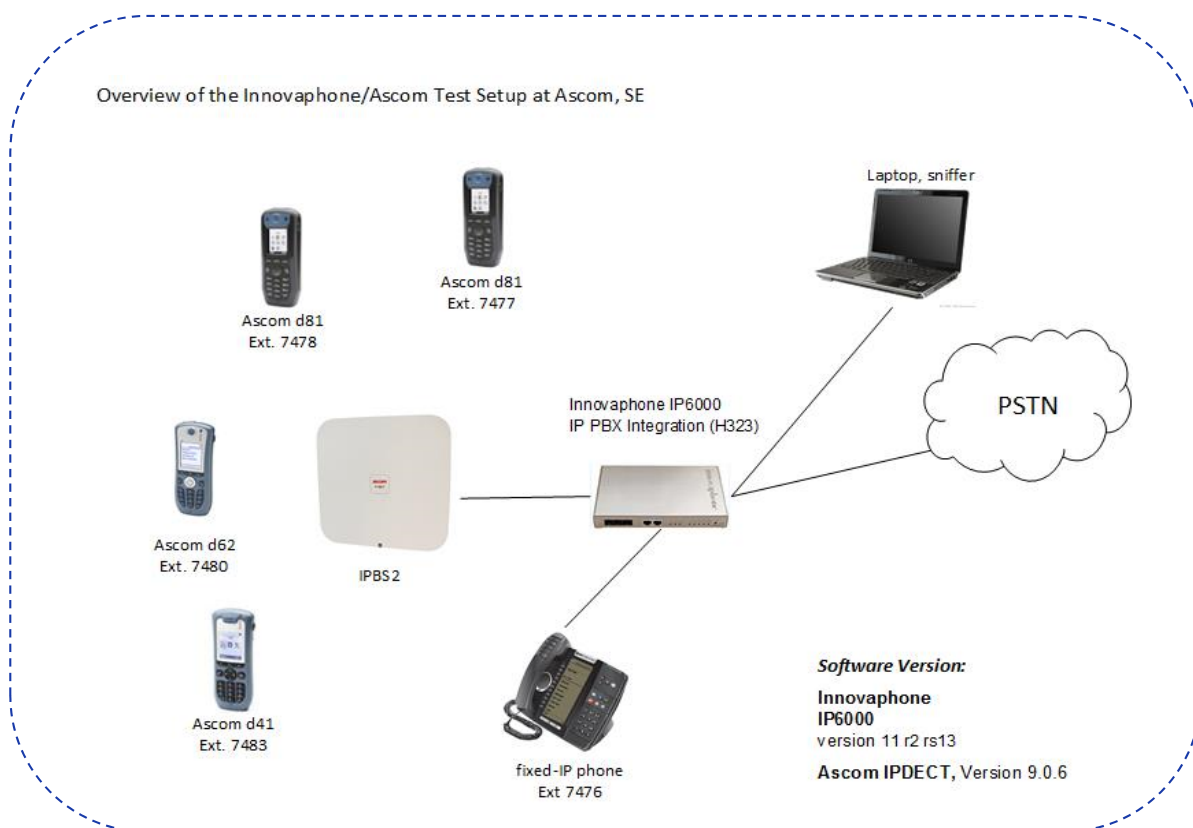 Overview of the Innovaphone/Ascom Test Setup at Ascom, SE
Laptop, sniffer
Ascom d81
Ext. 7477
Ascom d81
Ext. 7478
Innovaphone IP6000
IP PBX Integration (H323)
PSTN
ascom
Ascom d62
Ext. 7480
IPBS2
Ascom d41
Ext. 7483
fixed-IP phone
Ext 7476
Software Version:
Innovaphone
IP6000
version 11 r2 rs13
Ascom IPDECT, Version 9.0.6